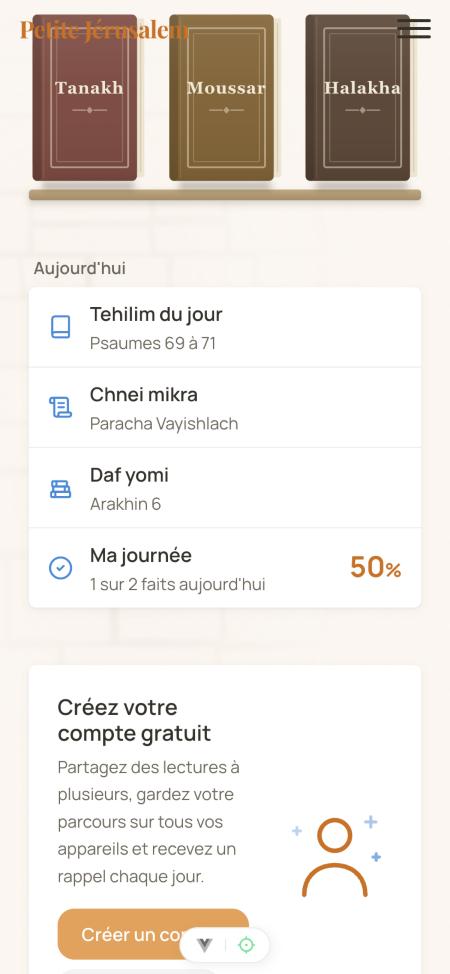 Petite Jérusalem
Tanakh
Moussar
Halakha
Aujourd'hui
Tehilim du jour
Psaumes 69 à 71
Chnei mikra
Paracha Vayishlach
Daf yomi
Arakhin 6
Ma journée
1 sur 2 faits aujourd'hui
50%
Créez votre
compte gratuit
Partagez des lectures à
plusieurs, gardez votre
parcours sur tous vos
appareils et recevez un
rappel chaque jour.
Créer un